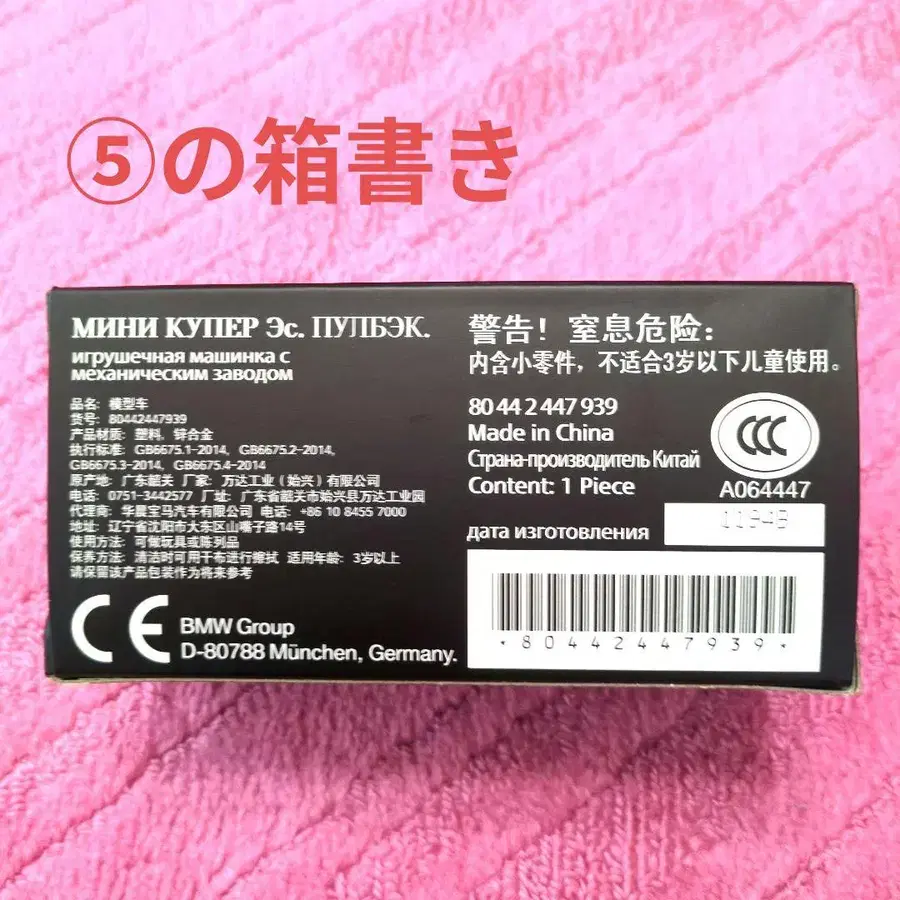 ⑤の箱書き
МИНИ КУПЕР Эс. ПУЛБЭК.
игрушечная машинка с
механическим заводом
品名: 模型车
货号: 80442447939
产品材质: 塑料, 锌合金
执行标准: GB6675.1-2014, GB6675.2-2014,
GB6675.3-2014, GB6675.4-2014
原产地: 广东韶关 厂家: 万达工业（始兴）有限公司
电话: 0751-3442577 厂址: 广东省韶关市始兴县万达工业园
代理商: 华晨宝马汽车有限公司 电话: +86 10 8455 7000
地址: 辽宁省沈阳市大东区山嘴子路14号
使用方法: 可做玩具或陈列品
保养方法: 清洁时可用干布进行擦拭 适用年龄: 3岁以上
请保留该产品包装作为将来参考
CE
BMW Group
D-80788 München, Germany.
警告! 窒息危险:
内含小零件, 不适合3岁以下儿童使用。
80 44 2 447 939
Made in China
Страна-производитель Китай
Content: 1 Piece
CCC
A064447
дата изготовления
*80442447939*